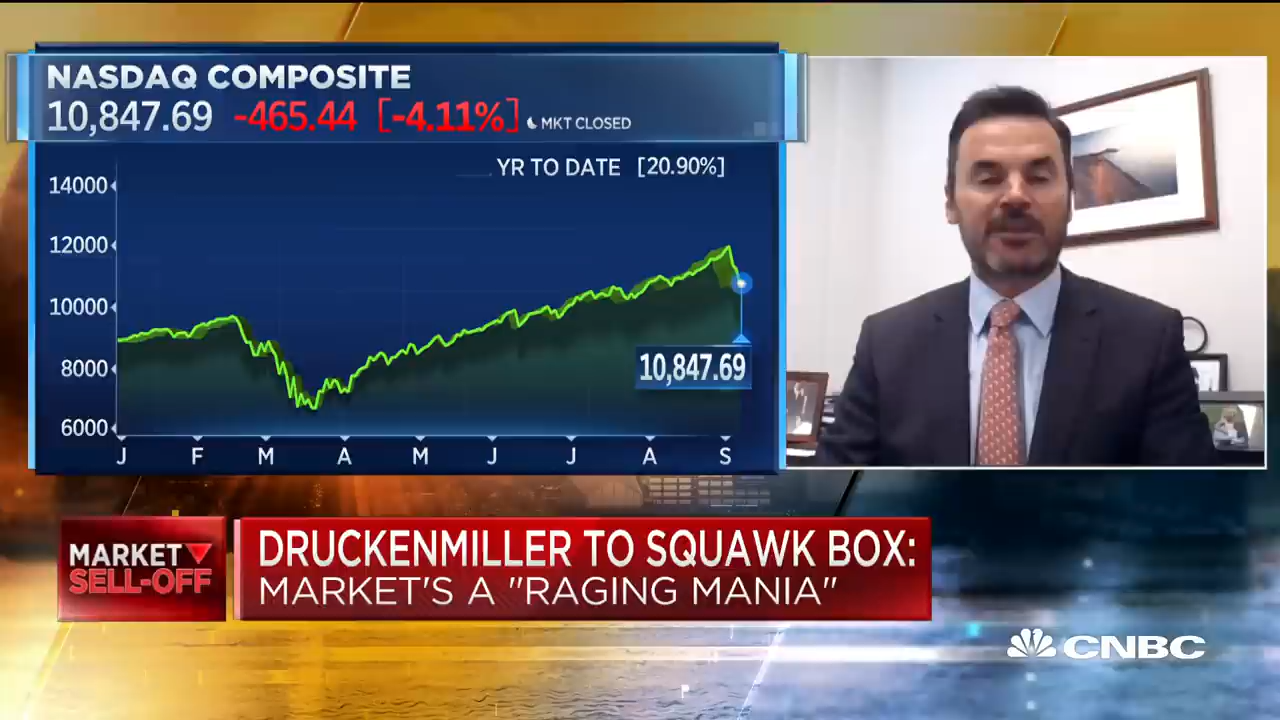 NASDAQ COMPOSITE
10,847.69 -465.44 [-4.11%] MKT CLOSED
YR TO DATE [20.90%]
14000
12000
10000
8000
6000
10,847.69
J F M A M J J A S
MARKET
SELL-OFF
DRUCKENMILLER TO SQUAWK BOX:
MARKET'S A "RAGING MANIA"
CNBC